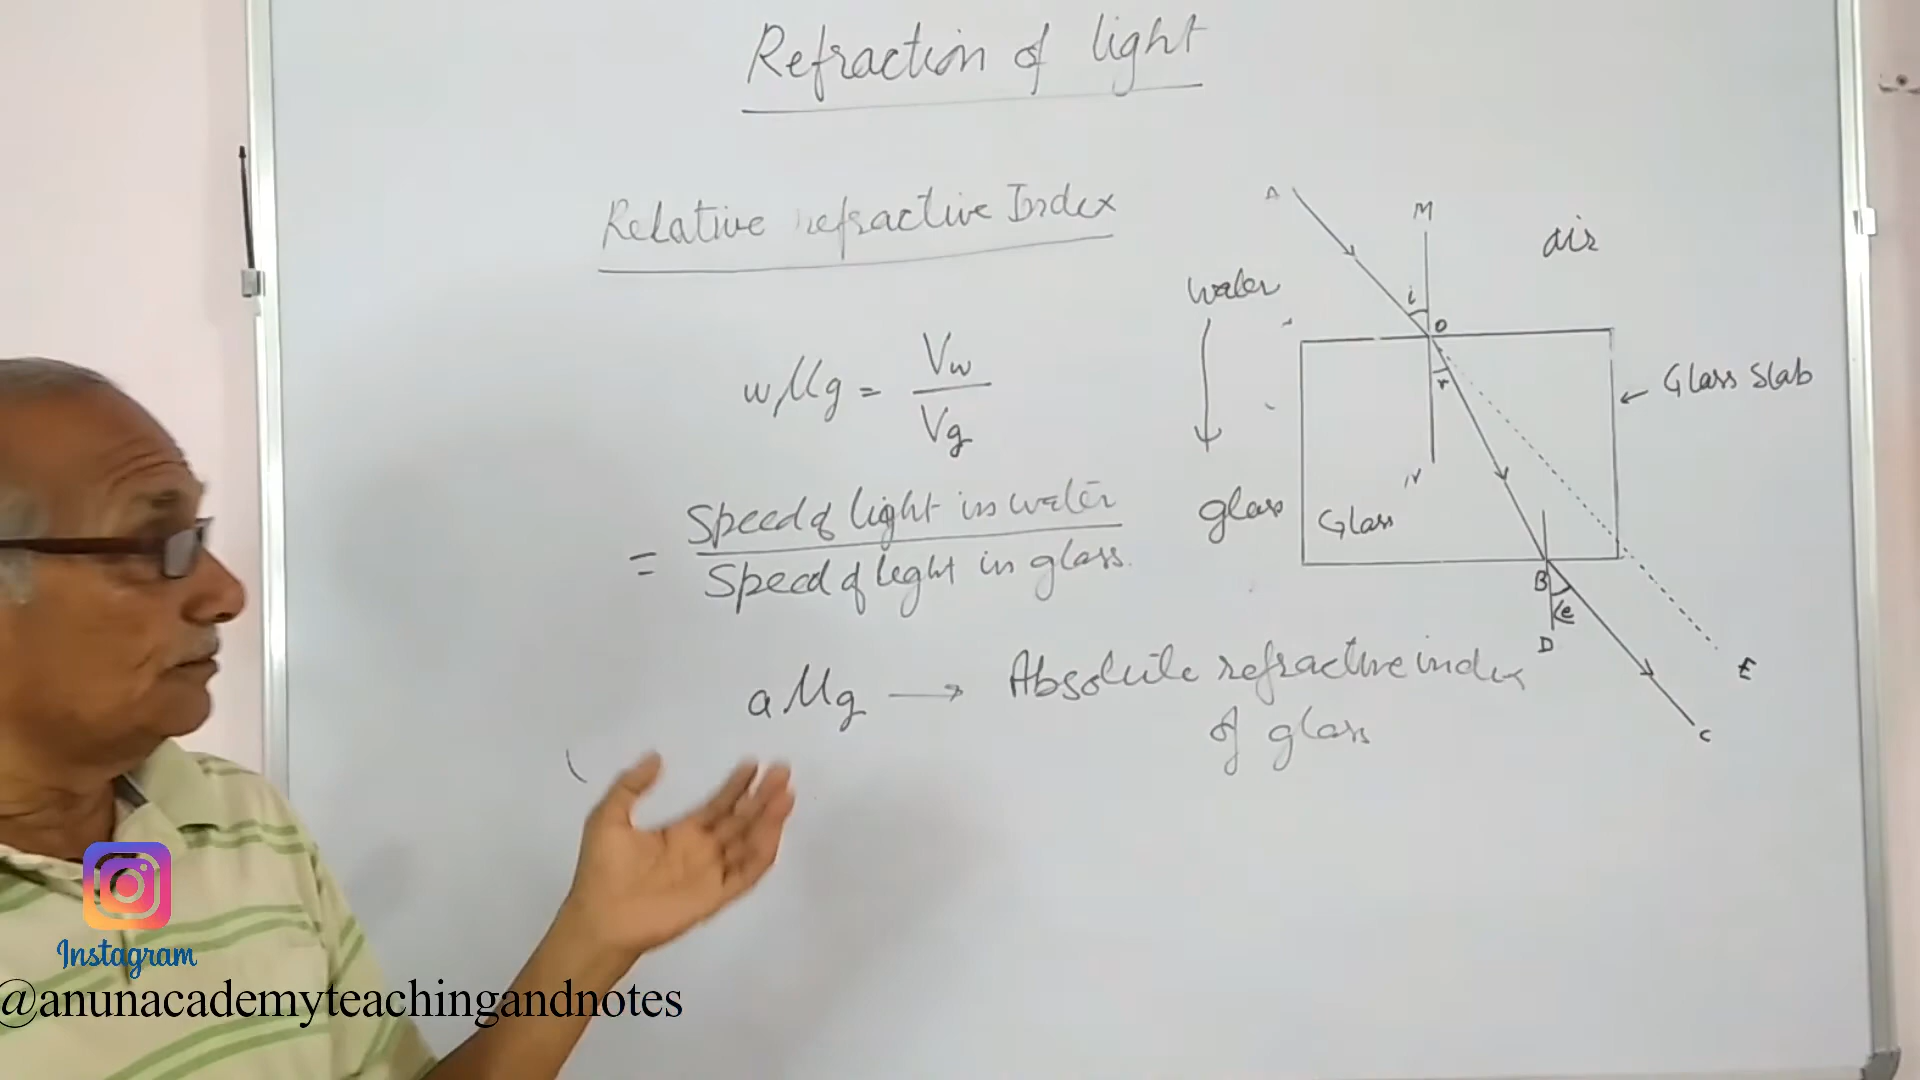 Refraction of light
Relative refractive Index
wμg = Vw
Vg
= Speed of light in water
Speed of light in glass.
aμg → Absolute refractive index
of glass
water
↓
glass
A
M
air
i
O
r
← Glass Slab
N
Glass
B
e
D
E
C
Instagram
@anunacademyteachingandnotes